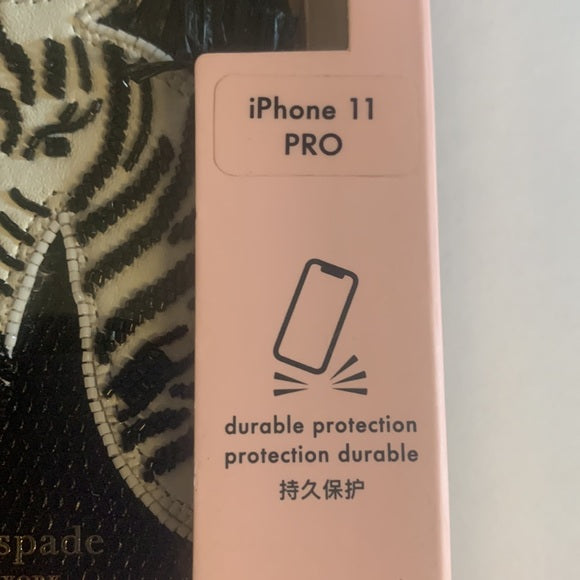 iPhone 11
PRO
durable protection
protection durable
持久保护
spade